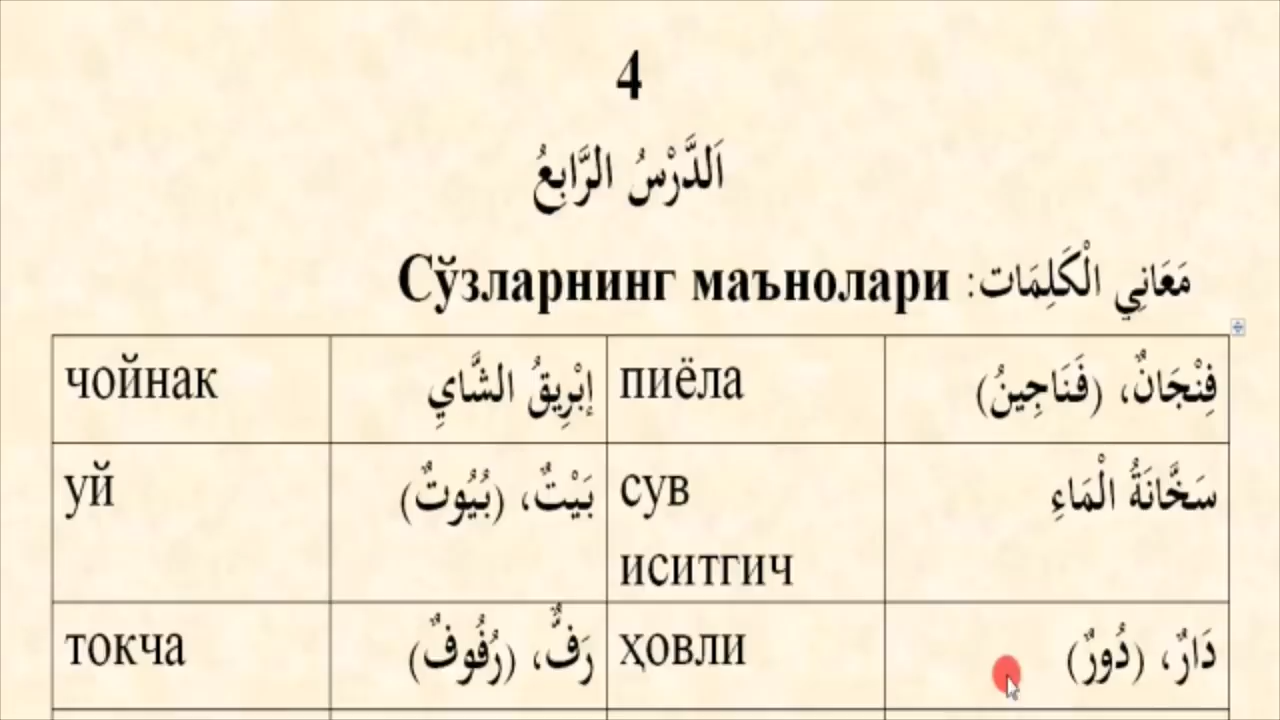 4
اَلدَّرْسُ الرَّابِعُ
مَعَانِي الْكَلِمَات: Сўзларнинг маънолари
فِنْجَانٌ، (فَنَاجِينُ) пиёла إِبْرِيقُ الشَّايِ чойнак
سَخَّانَةُ الْمَاءِ сув иситгич بَيْتٌ، (بُيُوتٌ) уй
دَارٌ، (دُورٌ) ҳовли رَفٌّ، (رُفُوفٌ) токча